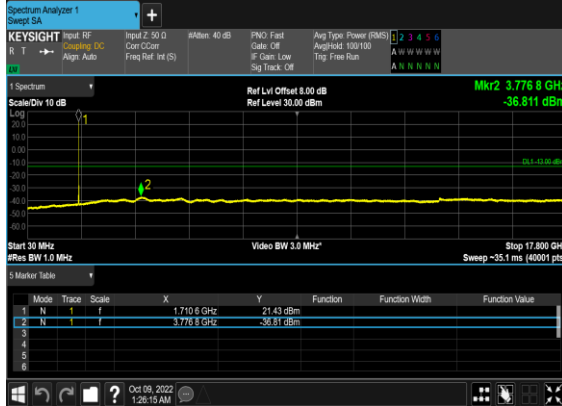 Spectrum Analyzer 1
Swept SA
+
KEYSIGHT Input: RF Input Z: 50 Ω #Atten: 40 dB PNO: Fast Avg Type: Power (RMS) 1 2 3 4 5 6
R T Coupling: DC Corr CCorr Gate: Off Avg|Hold: 100/100 A W W W W W
Align: Auto Freq Ref: Int (S) IF Gain: Low Trig: Free Run
Sig Track: Off A N N N N N
1 Spectrum Ref Lvl Offset 8.00 dB Mkr2 3.776 8 GHz
Scale/Div 10 dB Ref Level 30.00 dBm -36.811 dBm
Log
20.0 1
10.0
0.00
-10.0 DL1 -13.00 dBm
-20.0
-30.0 2
-40.0
-50.0
-60.0
Start 30 MHz Video BW 3.0 MHz* Stop 17.800 GHz
#Res BW 1.0 MHz Sweep ~35.1 ms (40001 pts)
5 Marker Table
Mode Trace Scale X Y Function Function Width Function Value
1 N 1 f 1.710 6 GHz 21.43 dBm
2 N 1 f 3.776 8 GHz -36.81 dBm
3
4
5
6
? Oct 09, 2022
1:26:15 AM